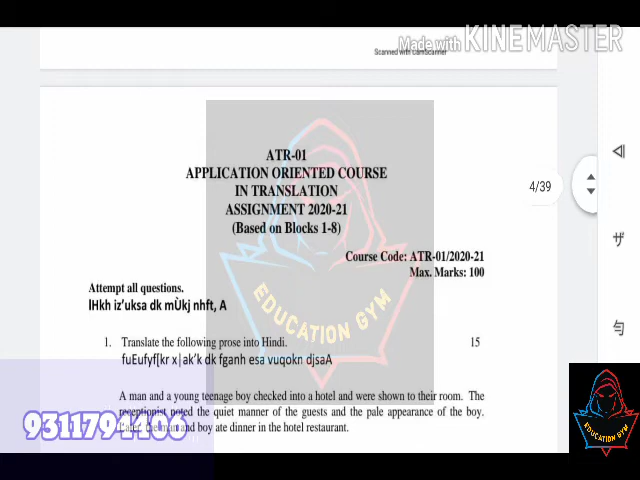 Made with KINEMASTER
Scanned with CamScanner
ATR-01
APPLICATION ORIENTED COURSE
IN TRANSLATION
ASSIGNMENT 2020-21
(Based on Blocks 1-8)
4/39
Course Code: ATR-01/2020-21
Max. Marks: 100
Attempt all questions.
lHkh iz'uksa dk mÙkj nhft, A
1. Translate the following prose into Hindi. 15
fuEufyf[kr x|ak'k dk fganh esa vuqokn djsaA
A man and a young teenage boy checked into a hotel and were shown to their room. The
receptionist noted the quiet manner of the guests and the pale appearance of the boy.
and boy ate dinner in the hotel restaurant.
9311794406
EDUCATION GYM
EDUCATION GYM
ザ